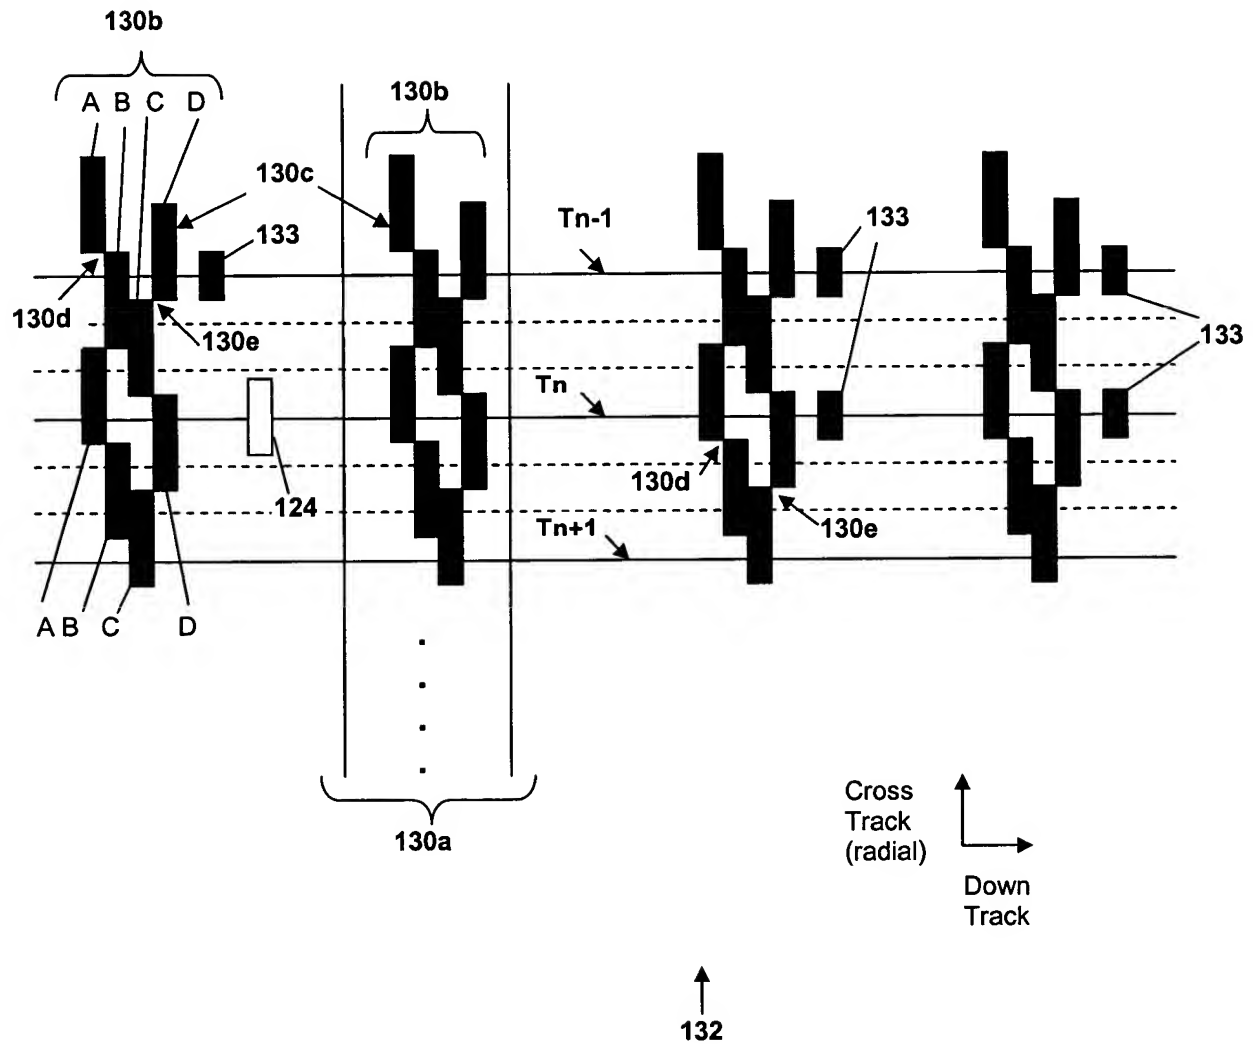 130b
A B C D
130b
130c
133
Tn-1
133
130d
130e
133
Tn
124
130d
130e
Tn+1
A B C D
130a
Cross
Track
(radial)
Down
Track
132